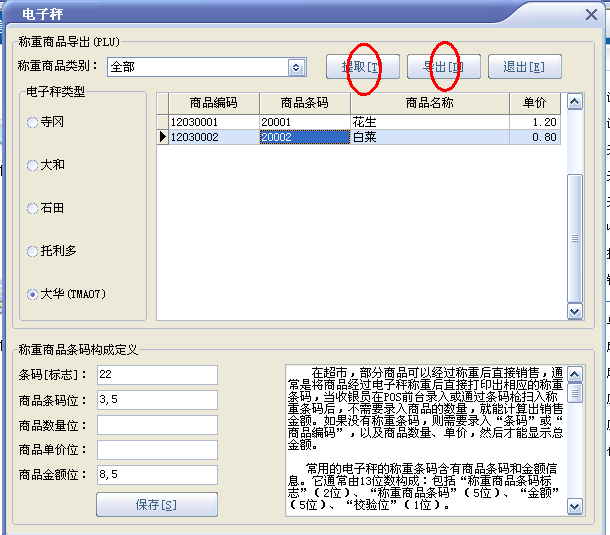 电子秤
称重商品导出(PLU)
称重商品类别： 全部 提取[T] 导出[D] 退出[E]
电子秤类型
寺冈
大和
石田
托利多
大华(TMA07)
商品编码 商品条码 商品名称 单价
12030001 20001 花生 1.20
12030002 20002 白菜 0.80
称重商品条码构成定义
条码[标志]： 22
商品条码位： 3,5
商品数量位：
商品单价位：
商品金额位： 8,5
保存[S]
在超市，部分商品可以经过称重后直接销售，通
常是将商品经过电子秤称重后直接打印出相应的称重
条码，当收银员在POS前台录入或通过条码枪扫入称
重条码后，不需要录入商品的数量，就能计算出销售
金额。如果没有称重条码，则需要录入“条码”或“
商品编码”，以及商品数量、单价，然后才能显示总
金额。
常用的电子秤的称重条码含有商品条码和金额信
息。它通常由13位数构成：包括“称重商品条码标
志”（2位）、“称重商品条码”（5位）、“金额”
（5位）、“校验位”（1位）。